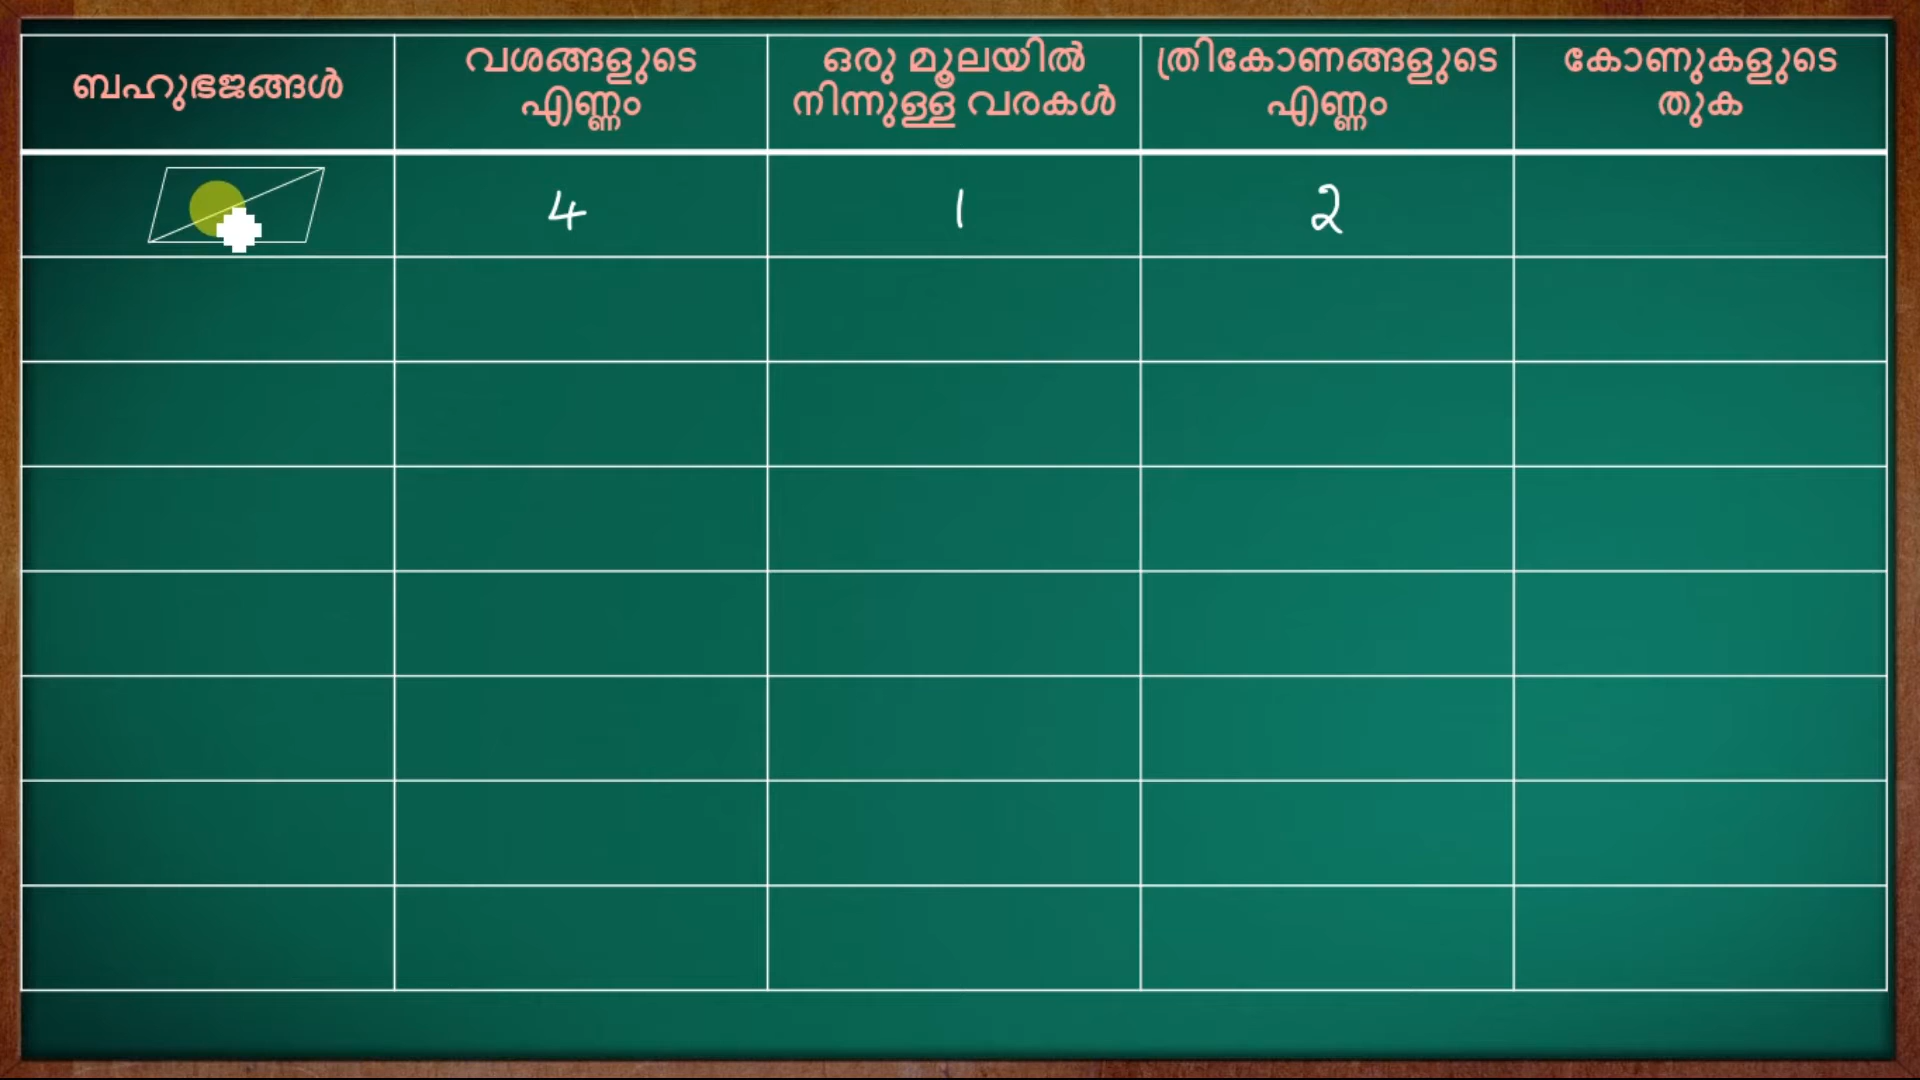 ബഹുഭജങ്ങൾ
വശങ്ങളുടെ
എണ്ണം
ഒരു മൂലയിൽ
നിന്നുള്ള വരകൾ
ത്രികോണങ്ങളുടെ
എണ്ണം
കോണുകളുടെ
തുക
4
1
2